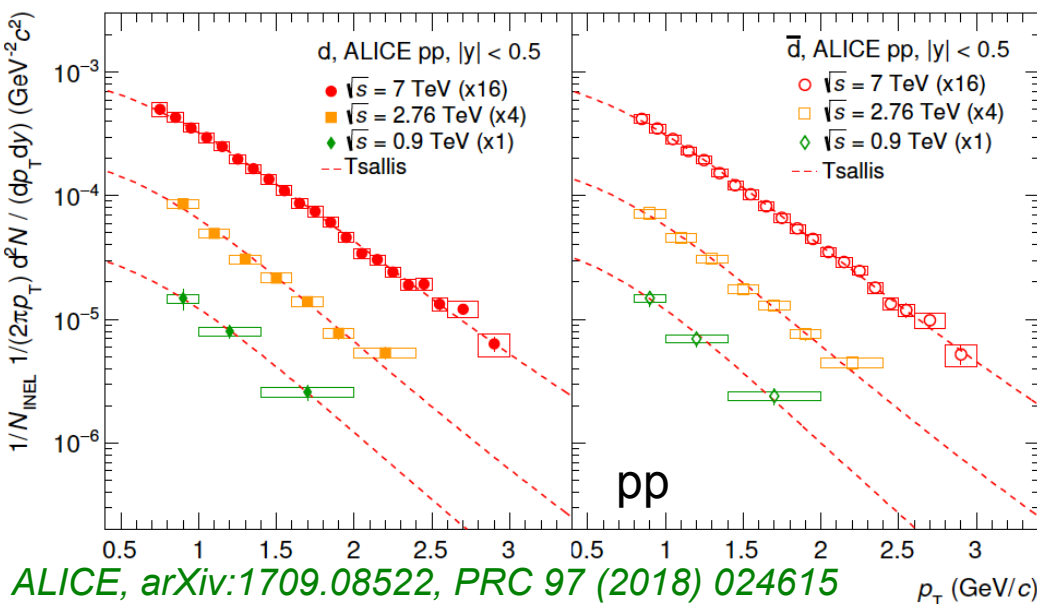 1/N_INEL 1/(2πp_T) d²N / (dp_T dy) (GeV⁻²c²)
10⁻³
10⁻⁴
10⁻⁵
10⁻⁶
d, ALICE pp, |y| < 0.5
√s = 7 TeV (x16)
√s = 2.76 TeV (x4)
√s = 0.9 TeV (x1)
Tsallis
0.5 1 1.5 2 2.5 3
d̅, ALICE pp, |y| < 0.5
√s = 7 TeV (x16)
√s = 2.76 TeV (x4)
√s = 0.9 TeV (x1)
Tsallis
pp
0.5 1 1.5 2 2.5 3
p_T (GeV/c)
ALICE, arXiv:1709.08522, PRC 97 (2018) 024615